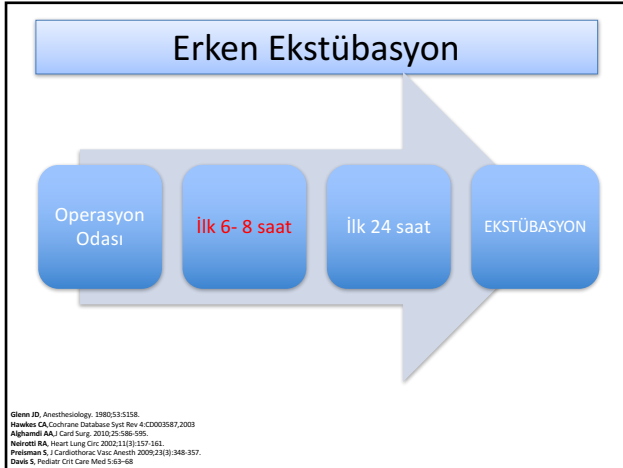 Erken Ekstübasyon
Operasyon
Odası
İlk 6- 8 saat
İlk 24 saat
EKSTÜBASYON
Glenn JD, Anesthesiology. 1980;53:S158.
Hawkes CA,Cochrane Database Syst Rev 4:CD003587,2003
Alghamdi AA,J Card Surg. 2010;25:586-595.
Neirotti RA, Heart Lung Circ 2002;11(3):157-161.
Preisman S, J Cardiothorac Vasc Anesth 2009;23(3):348-357.
Davis S, Pediatr Crit Care Med 5:63–68